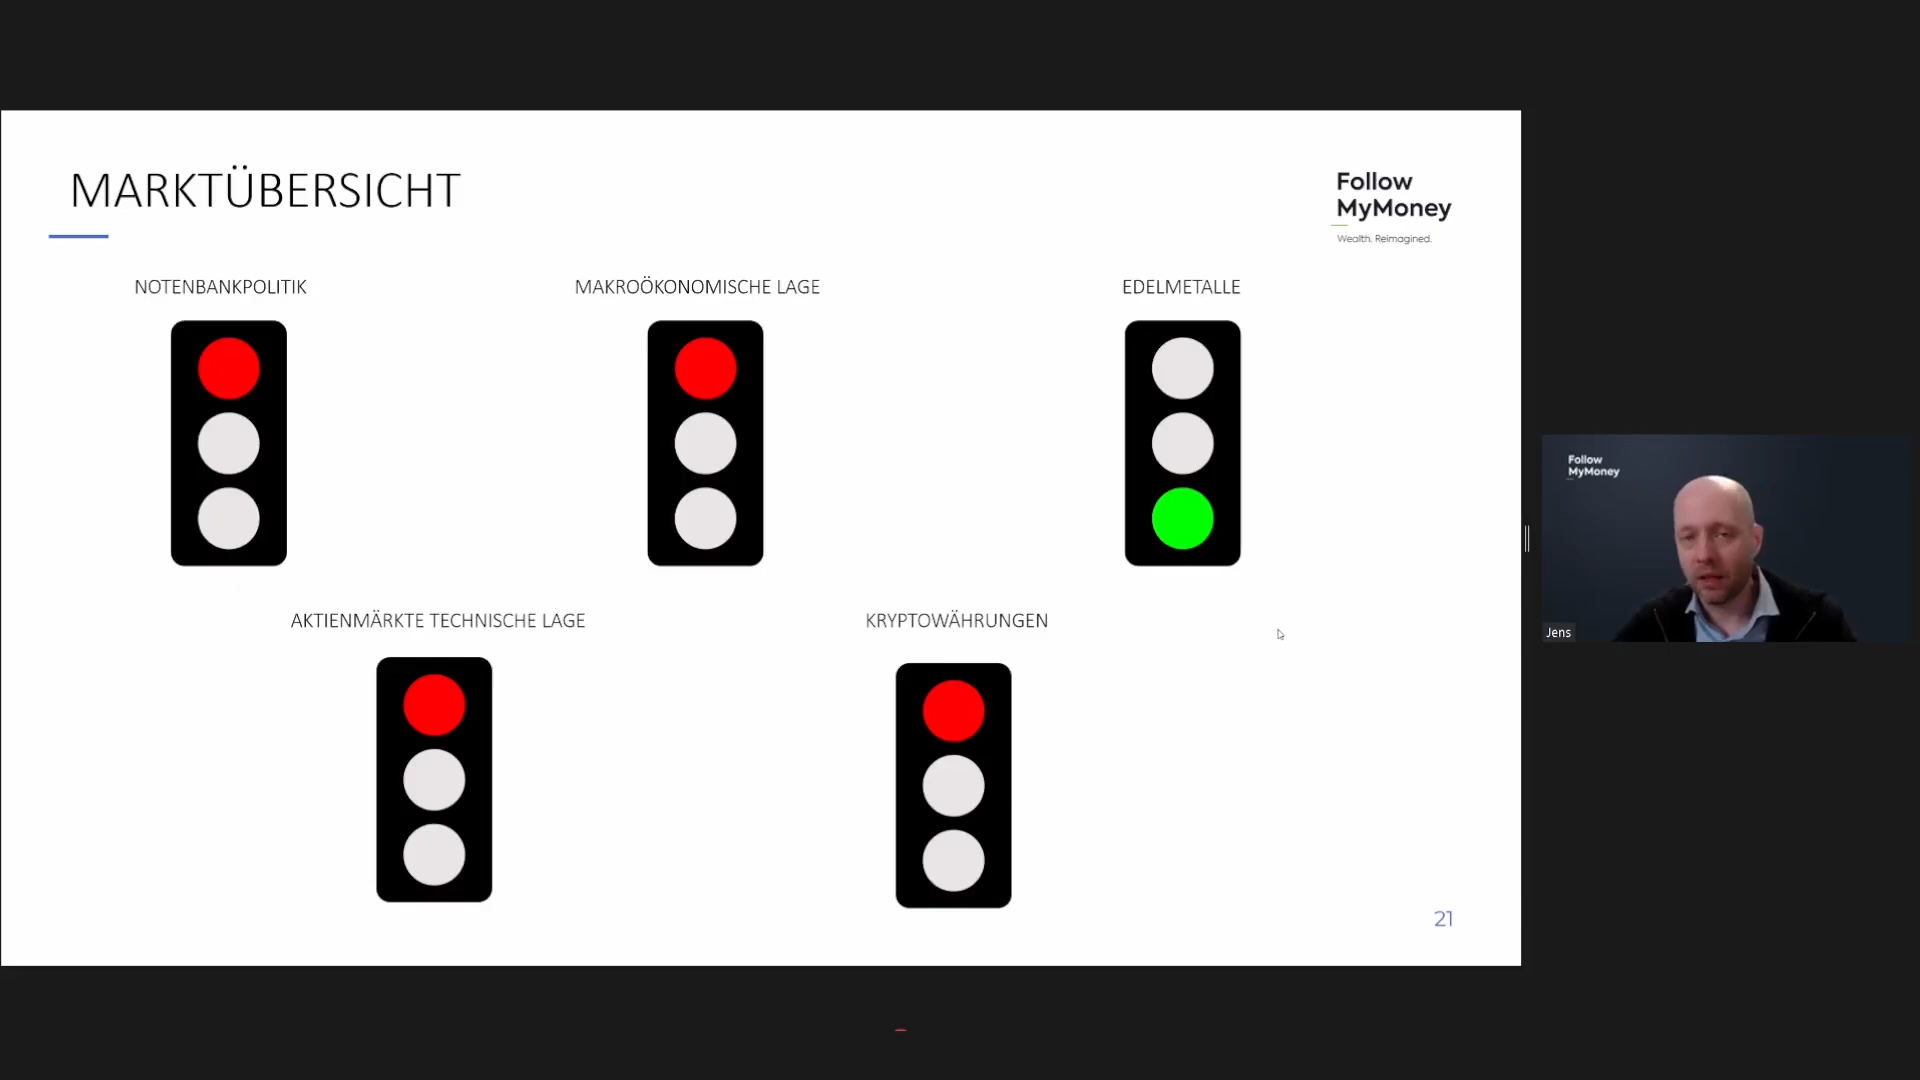 MARKTÜBERSICHT
Follow
MyMoney
Wealth. Reimagined.
NOTENBANKPOLITIK
MAKROÖKONOMISCHE LAGE
EDELMETALLE
AKTIENMÄRKTE TECHNISCHE LAGE
KRYPTOWÄHRUNGEN
21
Follow
MyMoney
Jens